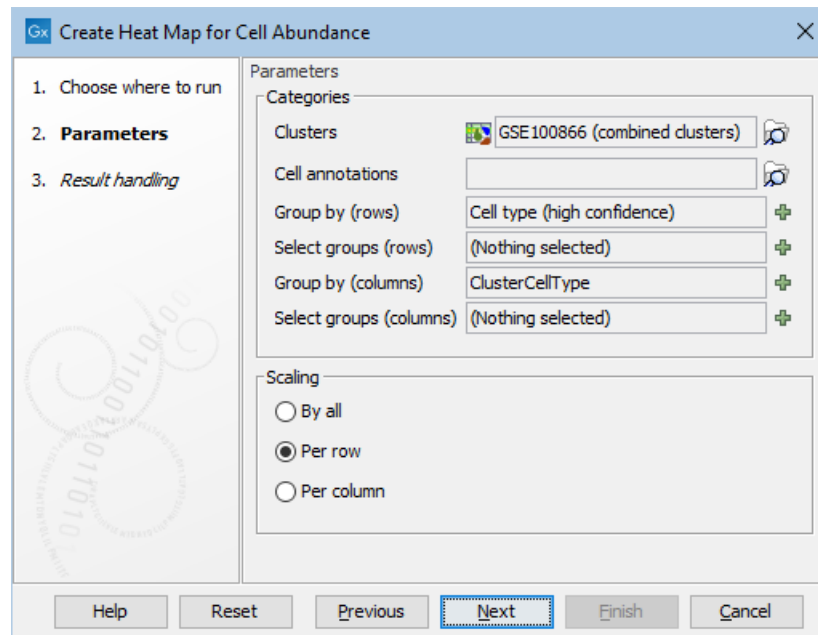 Gx Create Heat Map for Cell Abundance
1. Choose where to run
2. Parameters
3. Result handling
Parameters
Categories
Clusters GSE100866 (combined clusters)
Cell annotations
Group by (rows) Cell type (high confidence)
Select groups (rows) (Nothing selected)
Group by (columns) ClusterCellType
Select groups (columns) (Nothing selected)
Scaling
By all
Per row
Per column
Help Reset Previous Next Finish Cancel